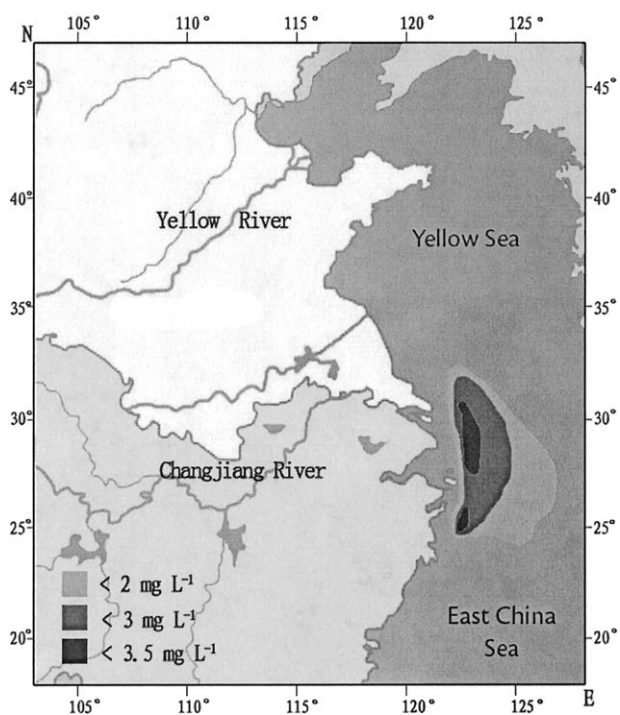 105° 110° 115° 120° 125°
N
45° 45°
40° 40°
Yellow River
Yellow Sea
35° 35°
30° 30°
Changjiang River
25° 25°
< 2 mg L⁻¹
< 3 mg L⁻¹
East China
Sea
20° 20°
< 3.5 mg L⁻¹
105° 110° 115° 120° 125°
E